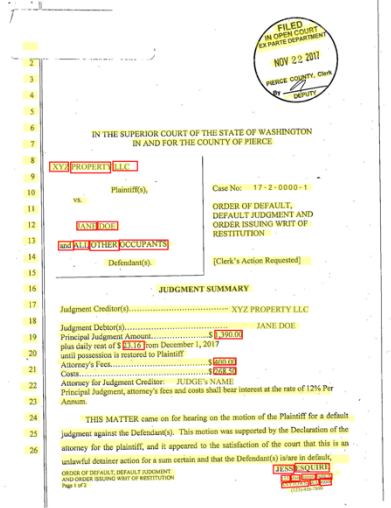 FILED
IN OPEN COURT
EX PARTE DEPARTMENT
NOV 22 2017
PIERCE COUNTY, Clerk
By
DEPUTY
2
3
4
5
6
7
8
9
10
11
12
13
14
15
16
17
18
19
20
21
22
23
24
25
26
IN THE SUPERIOR COURT OF THE STATE OF WASHINGTON
IN AND FOR THE COUNTY OF PIERCE
XYZ PROPERTY LLC
Plaintiff(s),
vs.
JANE DOE
and ALL OTHER OCCUPANTS
Defendant(s).
Case No: 17-2-0000-1
ORDER OF DEFAULT,
DEFAULT JUDGMENT AND
ORDER ISSUING WRIT OF
RESTITUTION
[Clerk's Action Requested]
JUDGMENT SUMMARY
Judgment Creditor(s)........................ XYZ PROPERTY LLC
Judgment Debtor(s)........................ JANE DOE
Principal Judgment Amount........................$ 1,390.00
plus daily rest of $ 23.16 from December 1, 2017
until possession is restored to Plaintiff
Attorney's Fees........................$ 400.00
Costs........................$ 268.50
Attorney for Judgment Creditor: JUDGE's NAME
Principal Judgment, attorney's fees and costs shall bear interest at the rate of 12% Per
Annum.
THIS MATTER came on for hearing on the motion of the Plaintiff for a default
judgment against the Defendant(s). This motion was supported by the Declaration of the
attorney for the plaintiff, and it appeared to the satisfaction of the court that this is an
unlawful detainer action for a sum certain and that the Defendant(s) is/are in default,
ORDER OF DEFAULT, DEFAULT JUDGMENT
AND ORDER ISSUING WRIT OF RESTITUTION
Page 1 of 2
JESS ESQUIRE